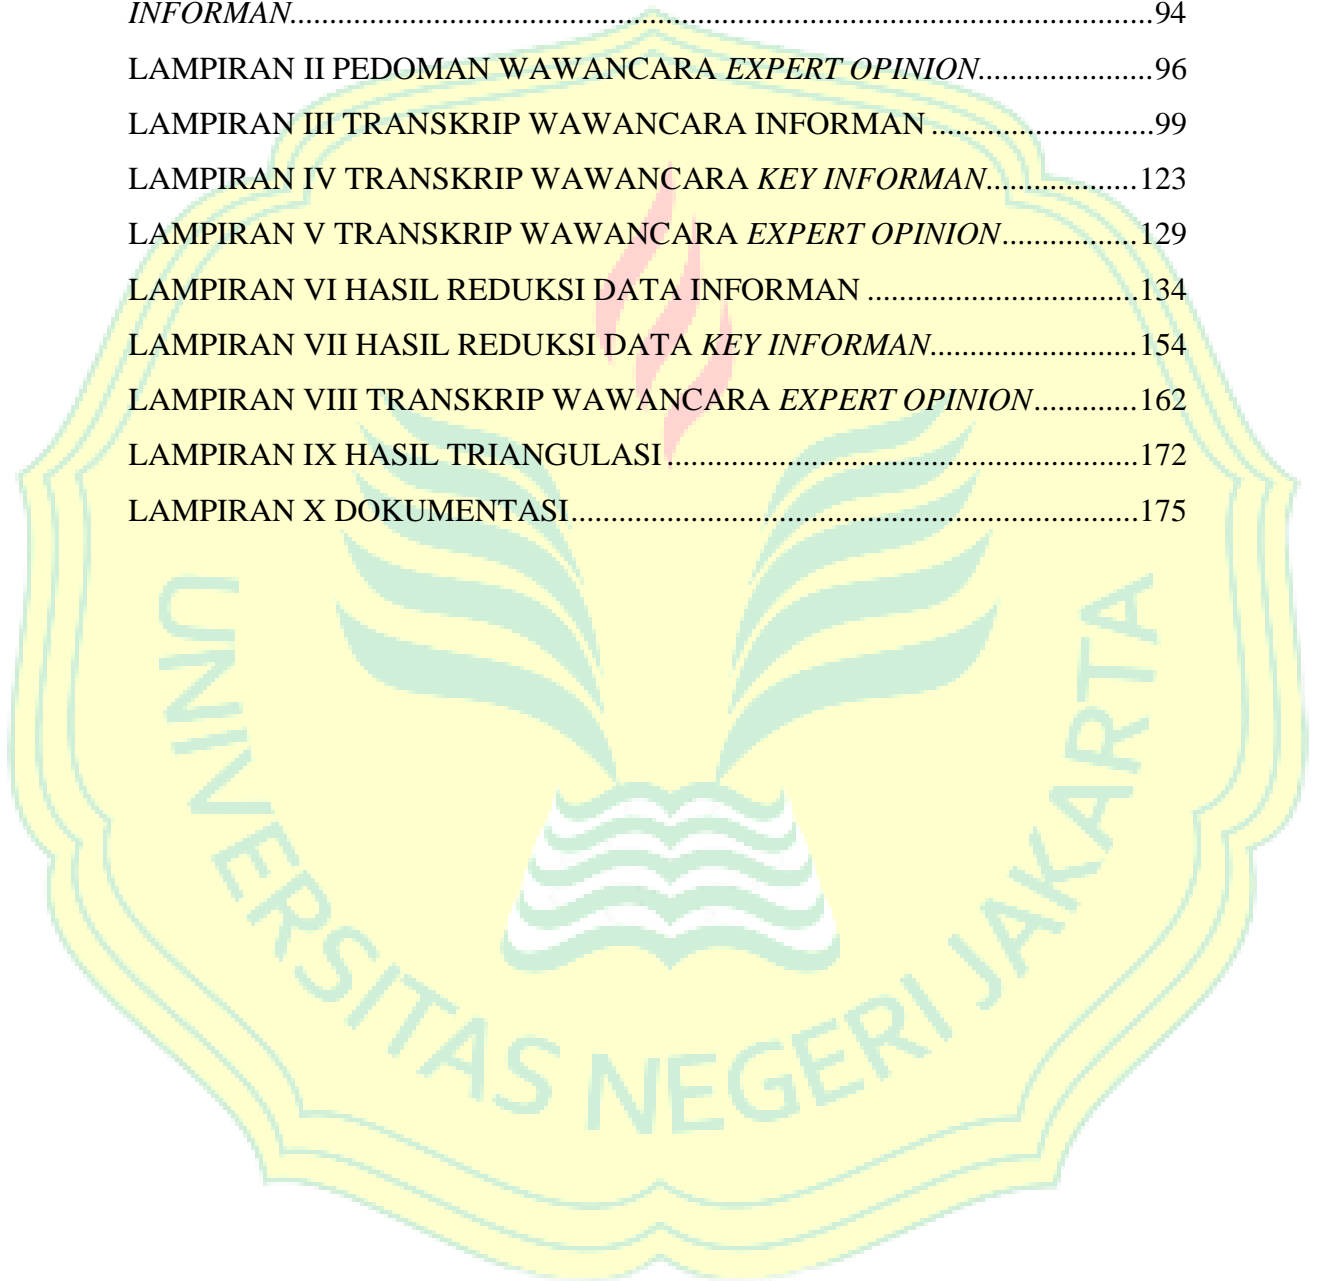 INFORMAN......................................................................................................94
LAMPIRAN II PEDOMAN WAWANCARA EXPERT OPINION......................96
LAMPIRAN III TRANSKRIP WAWANCARA INFORMAN ............................99
LAMPIRAN IV TRANSKRIP WAWANCARA KEY INFORMAN...................123
LAMPIRAN V TRANSKRIP WAWANCARA EXPERT OPINION.................129
LAMPIRAN VI HASIL REDUKSI DATA INFORMAN ..................................134
LAMPIRAN VII HASIL REDUKSI DATA KEY INFORMAN..........................154
LAMPIRAN VIII TRANSKRIP WAWANCARA EXPERT OPINION.............162
LAMPIRAN IX HASIL TRIANGULASI............................................................172
LAMPIRAN X DOKUMENTASI........................................................................175
UNIVERSITAS NEGERI JAKARTA